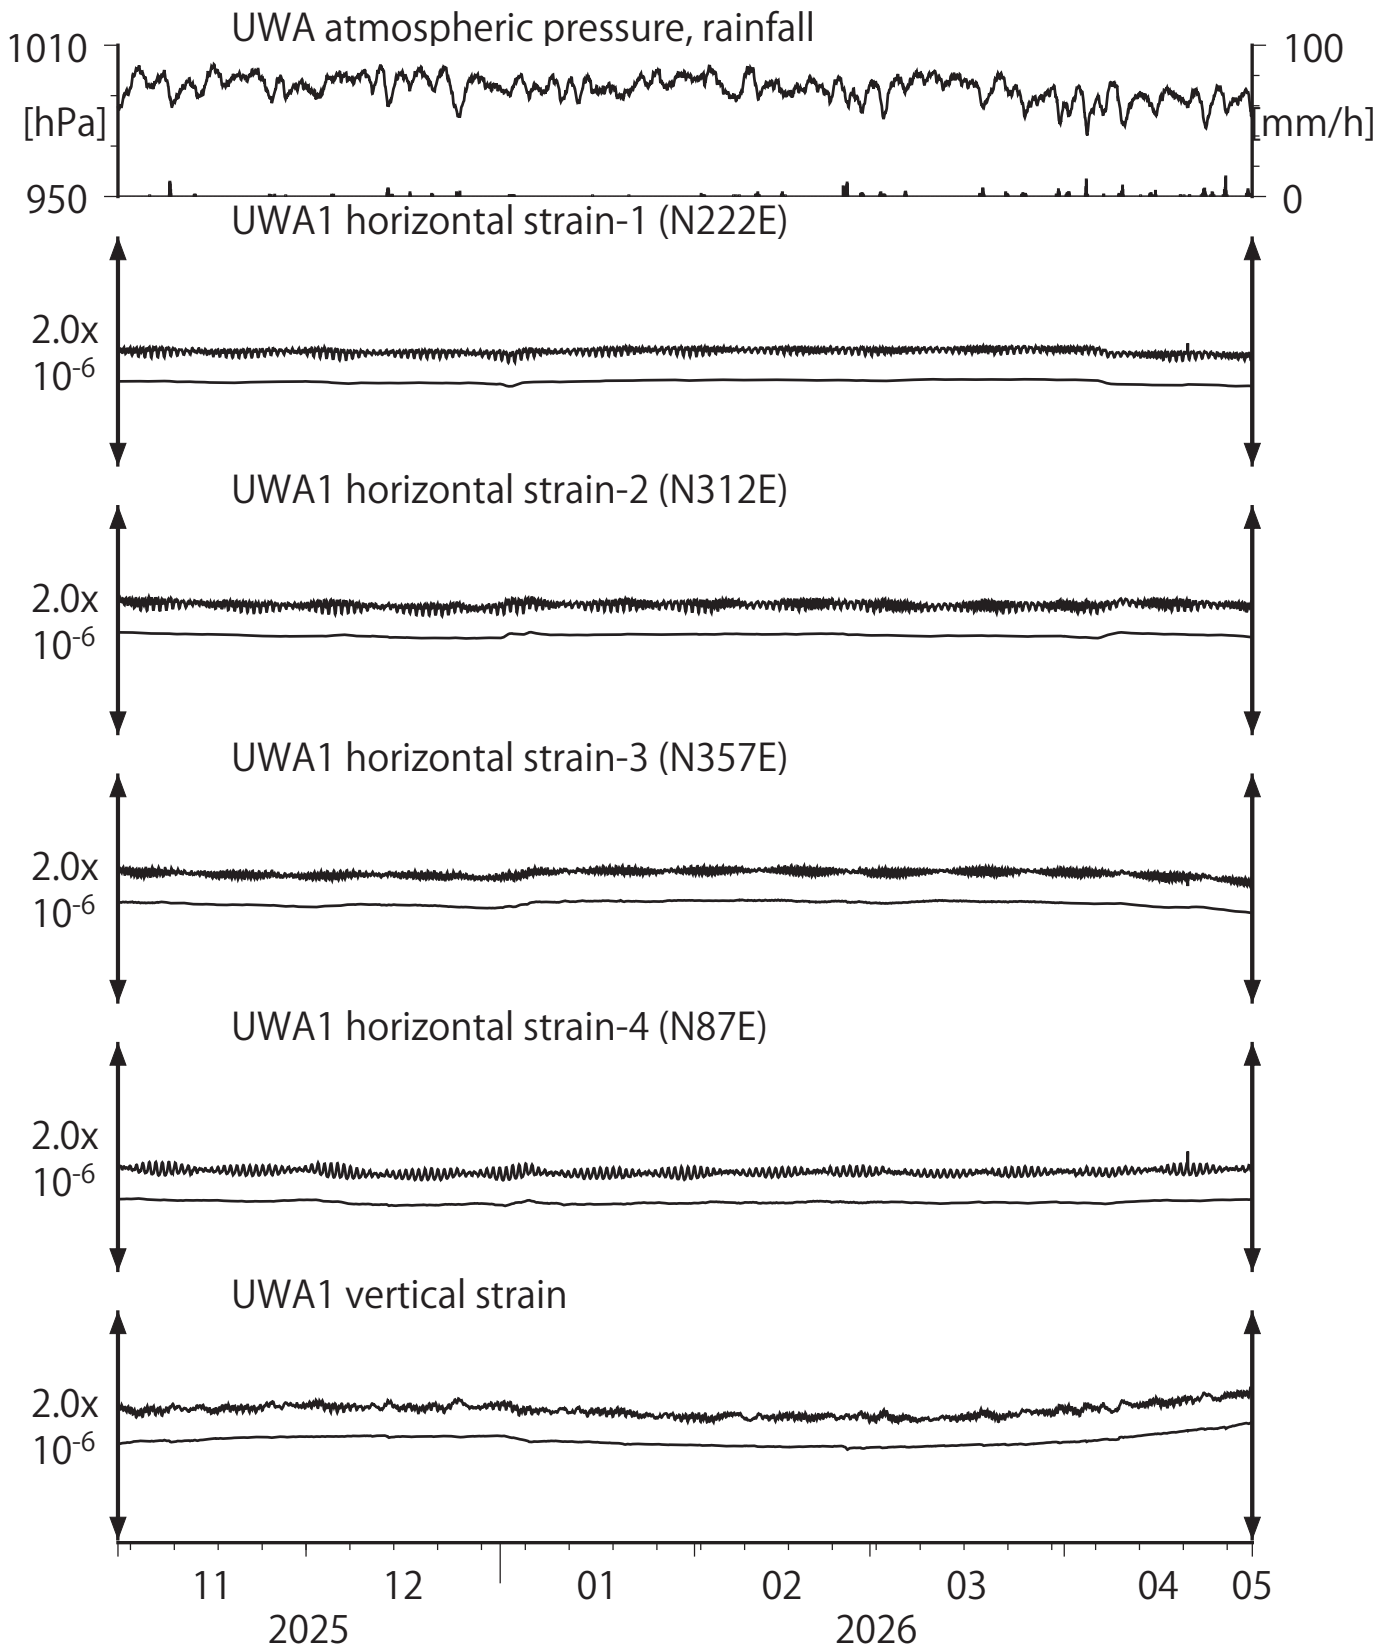 UWA atmospheric pressure, rainfall
1010 100
[hPa] [mm/h]
950 0
UWA1 horizontal strain-1 (N222E)
2.0x
10-6
UWA1 horizontal strain-2 (N312E)
2.0x
10-6
UWA1 horizontal strain-3 (N357E)
2.0x
10-6
UWA1 horizontal strain-4 (N87E)
2.0x
10-6
UWA1 vertical strain
2.0x
10-6
11 12 01 02 03 04 05
2025 2026